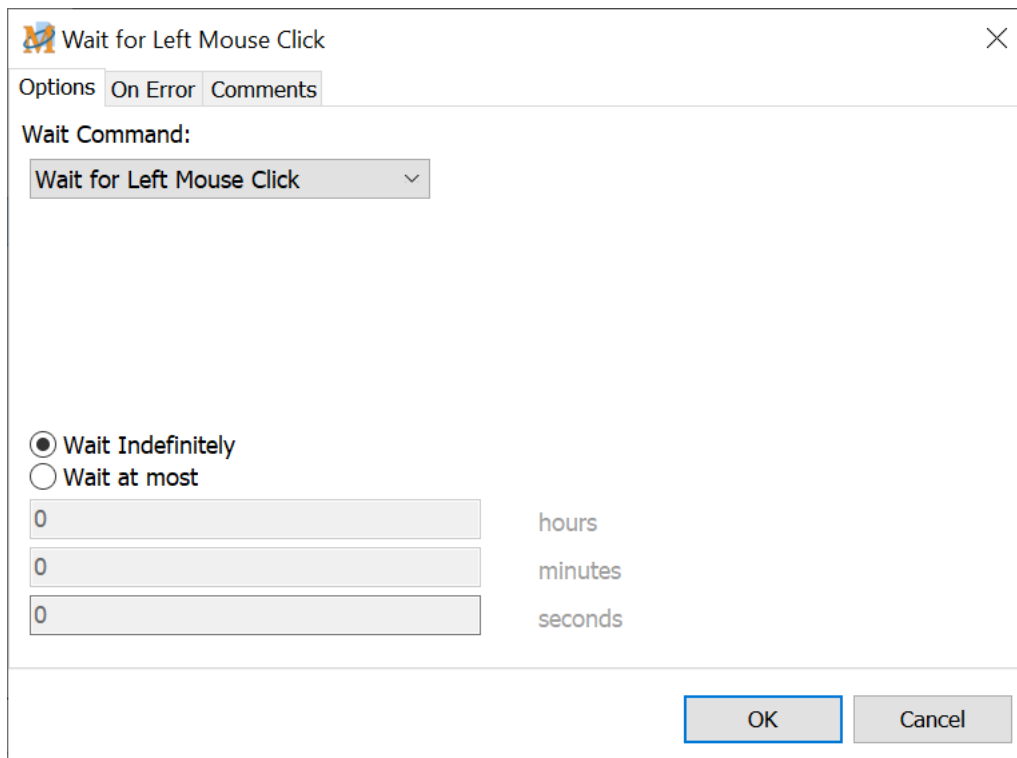 Wait for Left Mouse Click
Options On Error Comments
Wait Command:
Wait for Left Mouse Click
Wait Indefinitely
Wait at most
0 hours
0 minutes
0 seconds
OK Cancel